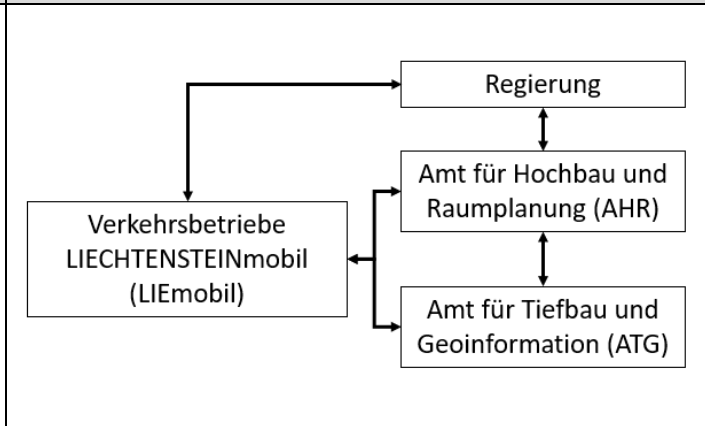 Regierung
Amt für Hochbau und
Raumplanung (AHR)
Verkehrsbetriebe
LIECHTENSTEINmobil
(LIEmobil)
Amt für Tiefbau und
Geoinformation (ATG)